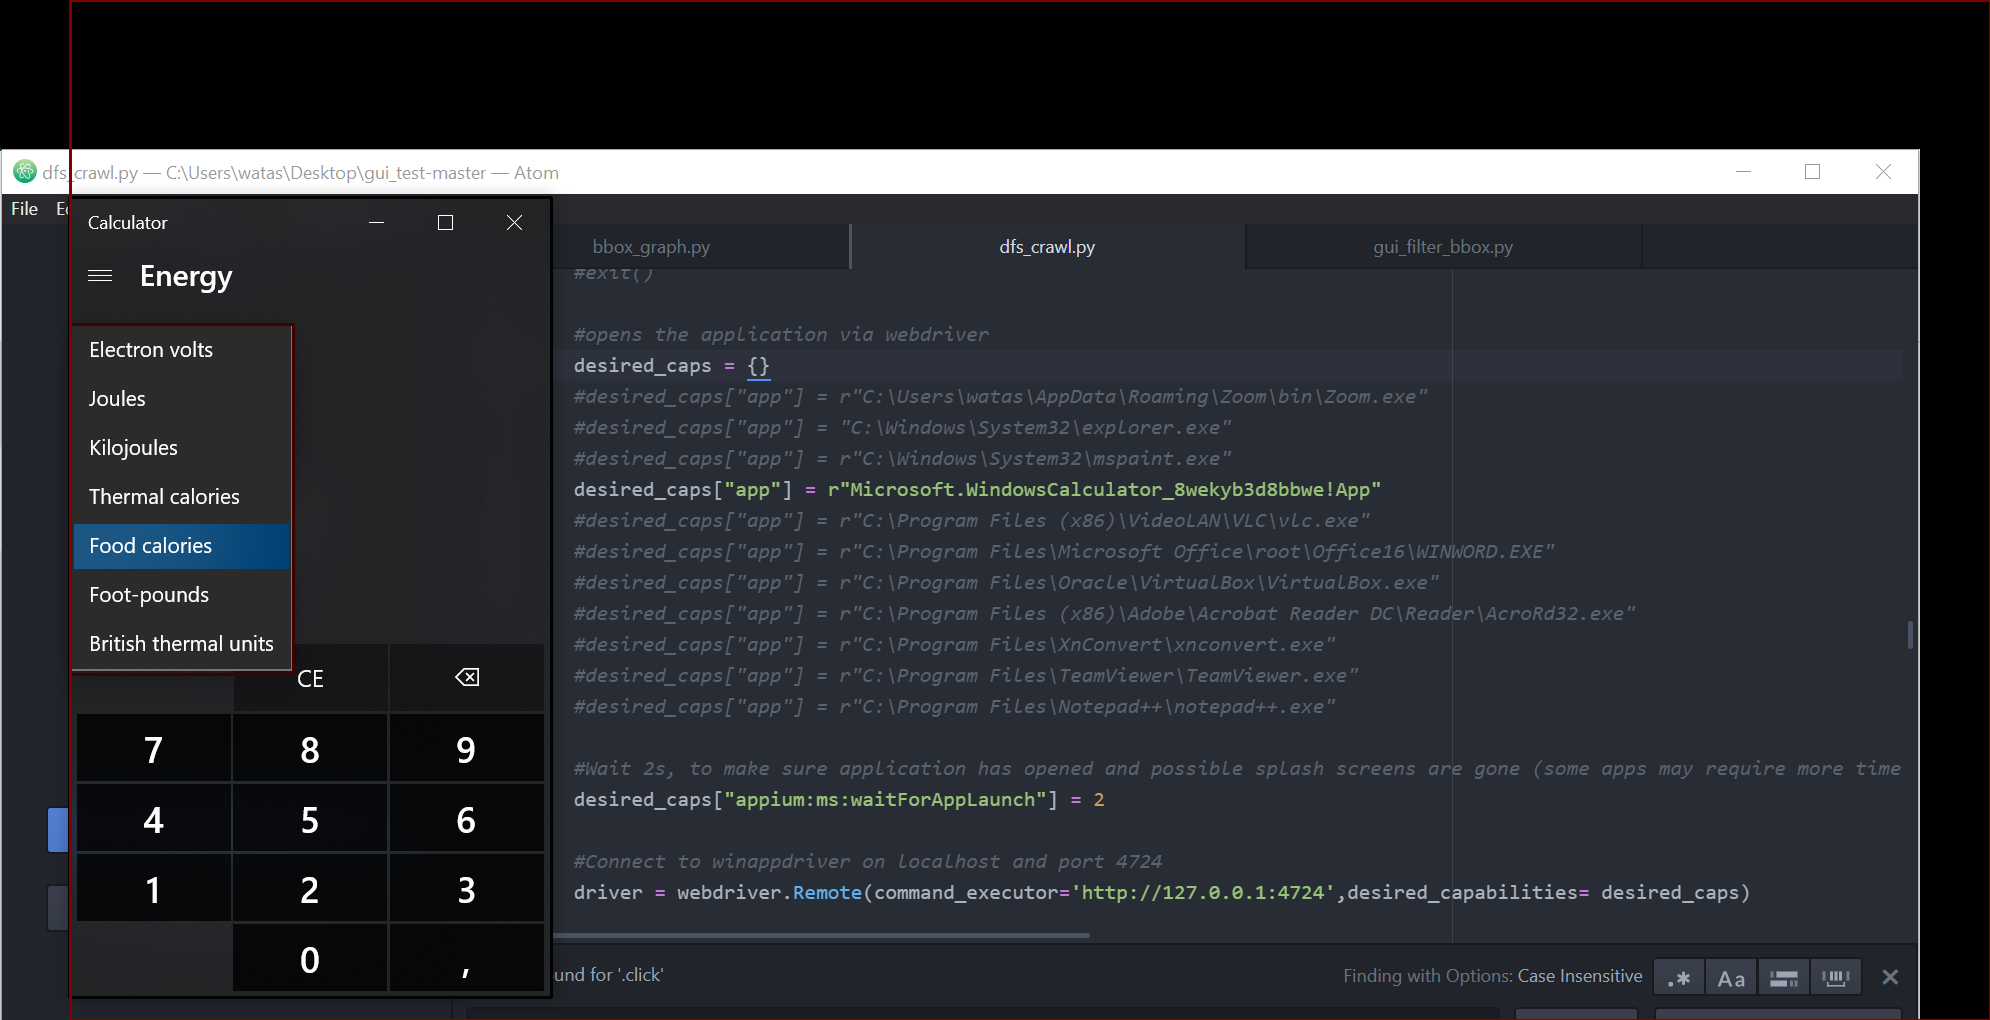 dfs_crawl.py — C:\Users\watas\Desktop\gui_test-master — Atom
File
Calculator
Energy
Electron volts
Joules
Kilojoules
Thermal calories
Food calories
Foot-pounds
British thermal units
CE
7 8 9
4 5 6
1 2 3
0 ,
bbox_graph.py dfs_crawl.py gui_filter_bbox.py
#exit()
#opens the application via webdriver
desired_caps = {}
#desired_caps["app"] = r"C:\Users\watas\AppData\Roaming\Zoom\bin\Zoom.exe"
#desired_caps["app"] = "C:\Windows\System32\explorer.exe"
#desired_caps["app"] = r"C:\Windows\System32\mspaint.exe"
desired_caps["app"] = r"Microsoft.WindowsCalculator_8wekyb3d8bbwe!App"
#desired_caps["app"] = r"C:\Program Files (x86)\VideoLAN\VLC\vlc.exe"
#desired_caps["app"] = r"C:\Program Files\Microsoft Office\root\Office16\WINWORD.EXE"
#desired_caps["app"] = r"C:\Program Files\Oracle\VirtualBox\VirtualBox.exe"
#desired_caps["app"] = r"C:\Program Files (x86)\Adobe\Acrobat Reader DC\Reader\AcroRd32.exe"
#desired_caps["app"] = r"C:\Program Files\XnConvert\xnconvert.exe"
#desired_caps["app"] = r"C:\Program Files\TeamViewer\TeamViewer.exe"
#desired_caps["app"] = r"C:\Program Files\Notepad++\notepad++.exe"
#Wait 2s, to make sure application has opened and possible splash screens are gone (some apps may require more time
desired_caps["appium:ms:waitForAppLaunch"] = 2
#Connect to winappdriver on localhost and port 4724
driver = webdriver.Remote(command_executor='http://127.0.0.1:4724',desired_capabilities= desired_caps)
und for '.click'
Finding with Options: Case Insensitive
.* Aa